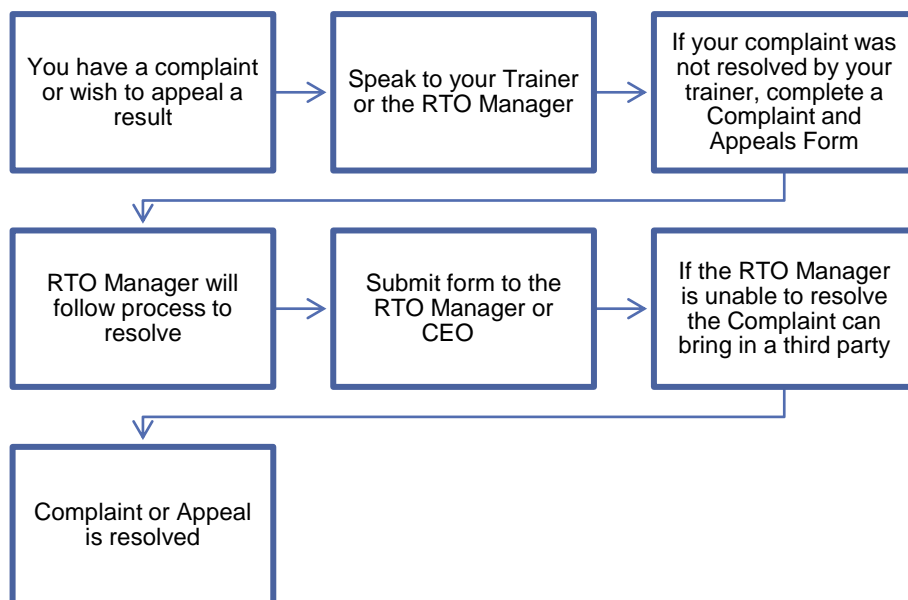 You have a complaint
or wish to appeal a
result
Speak to your Trainer
or the RTO Manager
If your complaint was
not resolved by your
trainer, complete a
Complaint and
Appeals Form
RTO Manager will
follow process to
resolve
Submit form to the
RTO Manager or
CEO
If the RTO Manager
is unable to resolve
the Complaint can
bring in a third party
Complaint or Appeal
is resolved